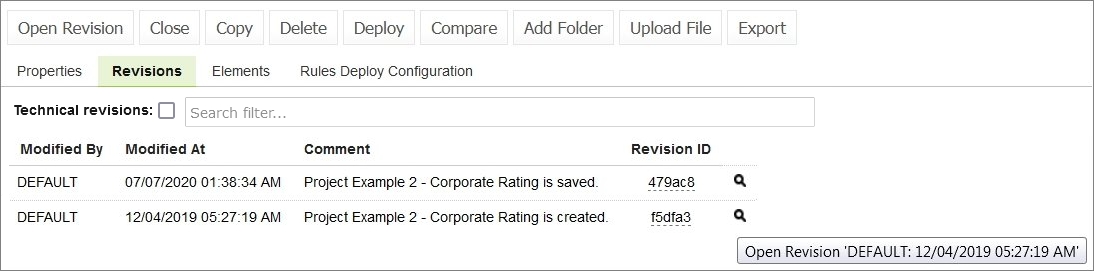 Open Revision Close Copy Delete Deploy Compare Add Folder Upload File Export
Properties Revisions Elements Rules Deploy Configuration
Technical revisions: Search filter...
Modified By Modified At Comment Revision ID
DEFAULT 07/07/2020 01:38:34 AM Project Example 2 - Corporate Rating is saved. 479ac8
DEFAULT 12/04/2019 05:27:19 AM Project Example 2 - Corporate Rating is created. f5dfa3
Open Revision 'DEFAULT: 12/04/2019 05:27:19 AM'